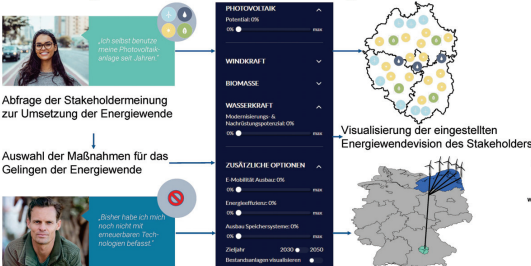 „Ich selbst benutze
meine Photovoltaik-
anlage seit Jahren."
Abfrage der Stakeholdermeinung
zur Umsetzung der Energiewende
Auswahl der Maßnahmen für das
Gelingen der Energiewende
„Bisher habe ich mich
noch nicht mit
erneuerbaren Tech-
nologien befasst."
PHOTOVOLTAIK
Potential: 0%
0% max
WINDKRAFT
BIOMASSE
WASSERKRAFT
Modernisierungs- &
Nachrüstungspotenzial: 0%
0% max
ZUSÄTZLICHE OPTIONEN
E-Mobilität Ausbau: 0%
0% max
Energieeffizienz: 0%
0% max
Ausbau Speichersysteme: 0%
0% max
Zieljahr 2030 2050
Bestandsanlagen visualisieren
Visualisierung der eingestellten
Energiewendevision des Stakeholders